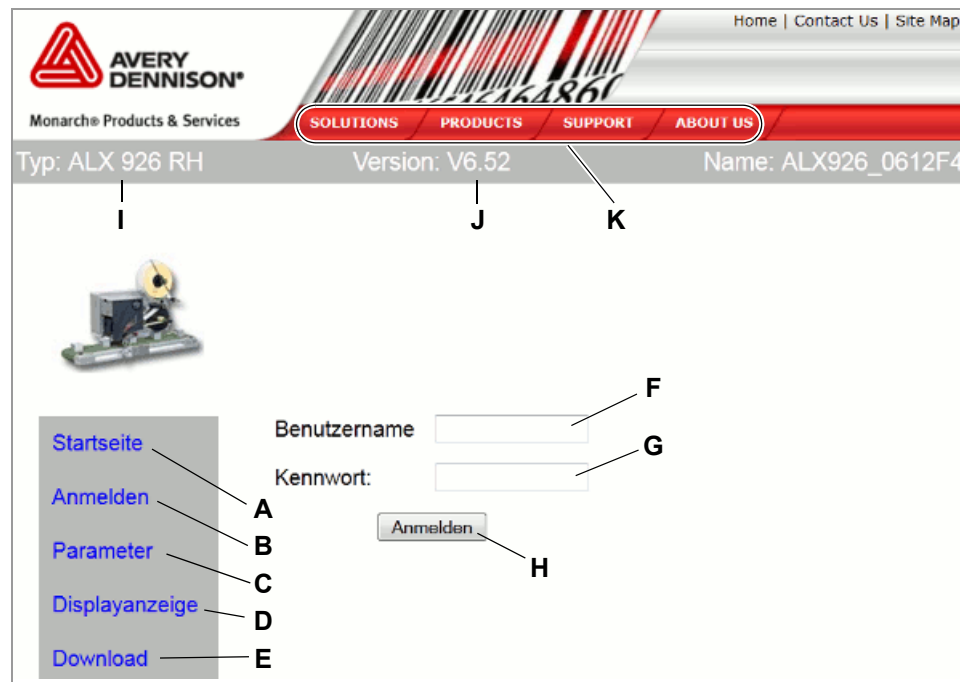 Home | Contact Us | Site Map
AVERY
DENNISON®
Monarch® Products & Services
SOLUTIONS PRODUCTS SUPPORT ABOUT US
Typ: ALX 926 RH Version: V6.52 Name: ALX926_0612F4
I J K
F
Benutzername
G
Startseite
Kennwort:
A
Anmelden
Anmelden
B
H
Parameter
C
Displayanzeige
D
Download
E